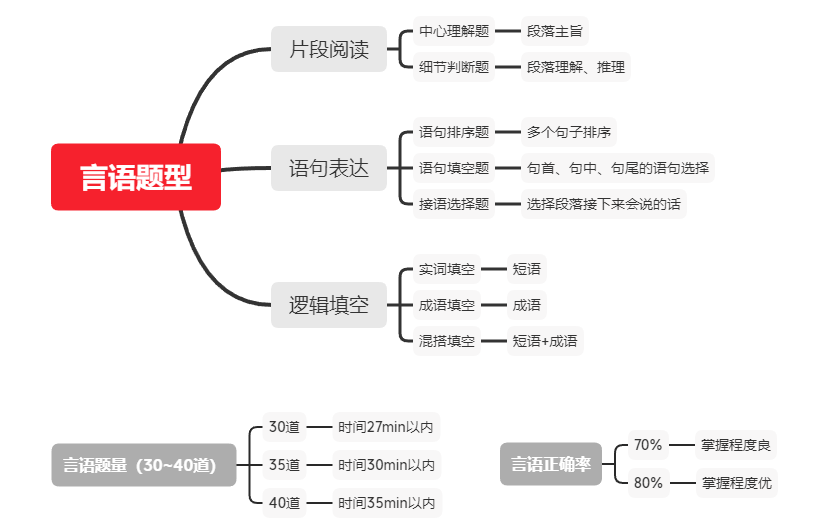 言语题型
片段阅读
中心理解题
段落主旨
细节判断题
段落理解、推理
语句表达
语句排序题
多个句子排序
语句填空题
句首、句中、句尾的语句选择
接语选择题
选择段落接下来会说的话
逻辑填空
实词填空
短语
成语填空
成语
混搭填空
短语+成语
言语题量（30~40道）
30道
时间27min以内
35道
时间30min以内
40道
时间35min以内
言语正确率
70%
掌握程度良
80%
掌握程度优